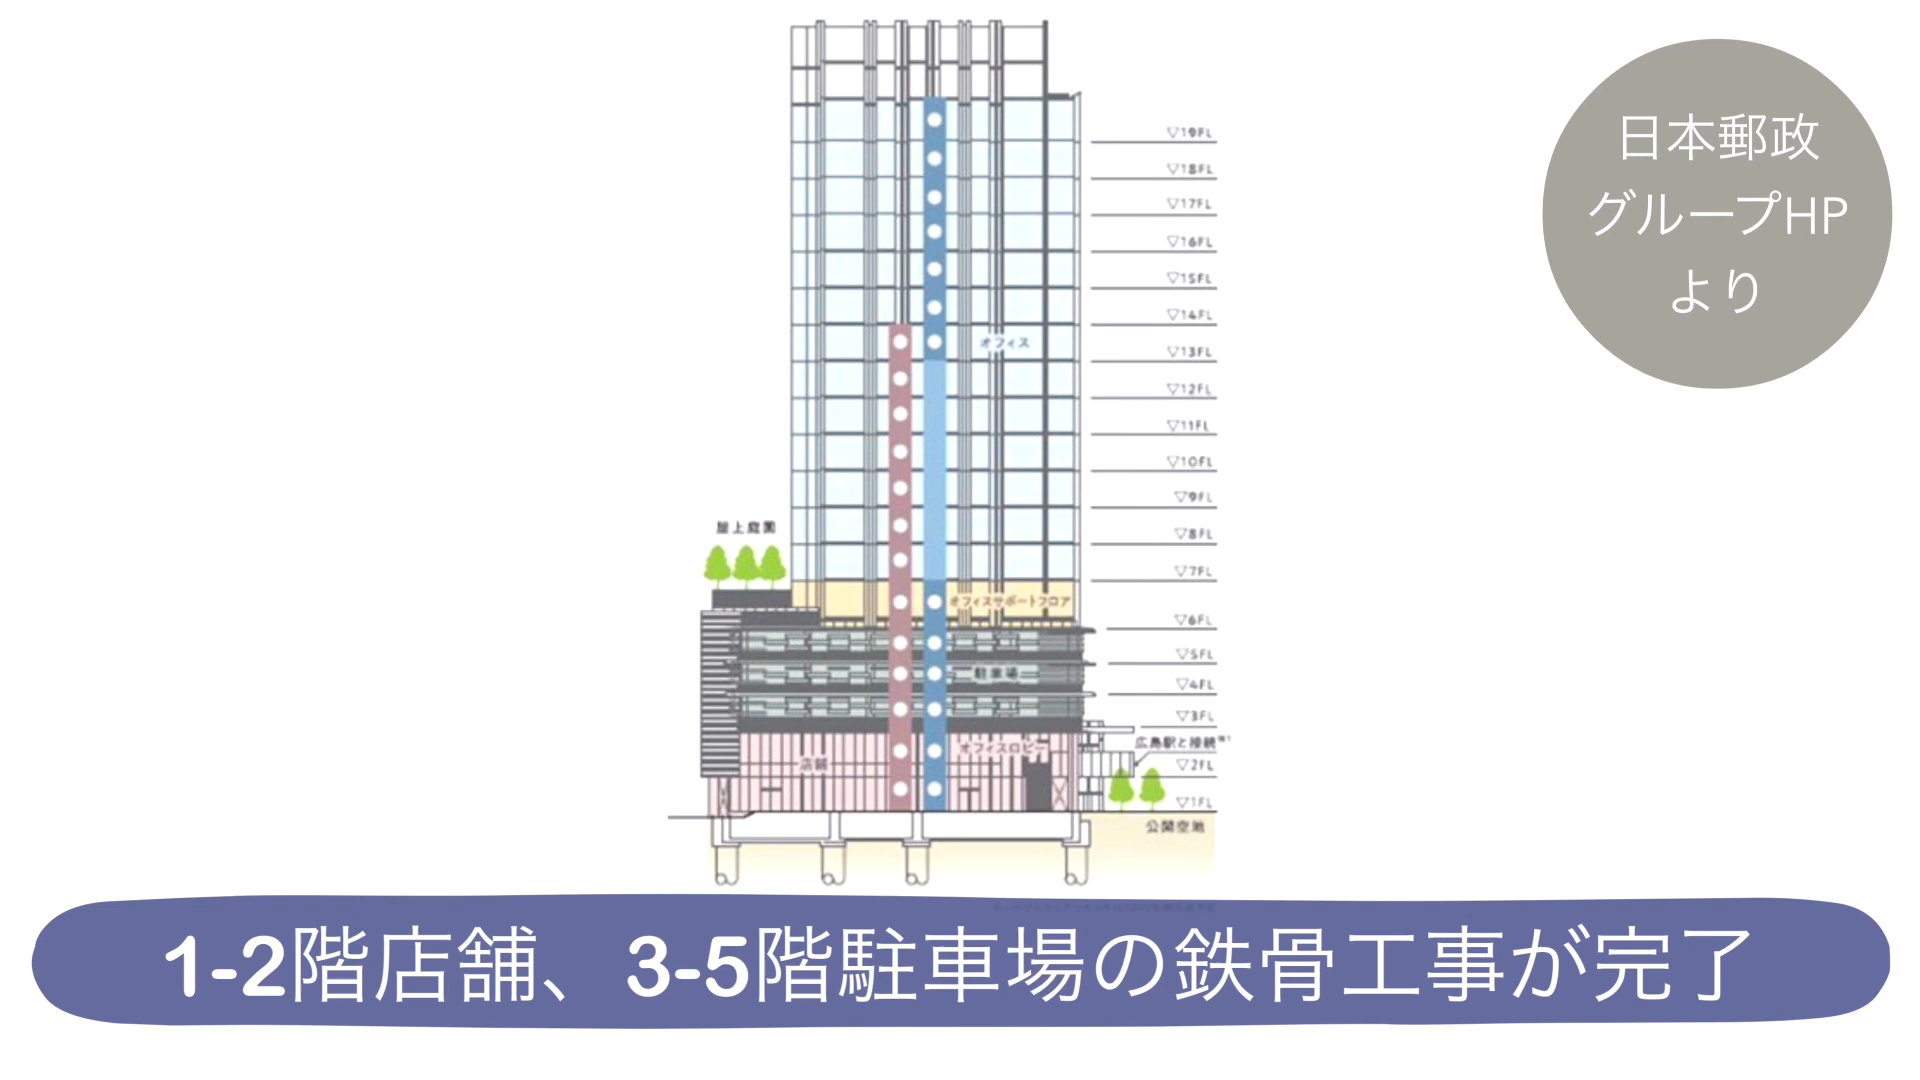 日本郵政
グループHP
より
▽19FL
▽18FL
▽17FL
▽16FL
▽15FL
▽14FL
オフィス
▽13FL
▽12FL
▽11FL
▽10FL
▽9FL
屋上庭園
▽8FL
▽7FL
オフィスサポートフロア
▽6FL
▽5FL
駐車場
▽4FL
▽3FL
広島駅と接続
オフィスロビー
店舗
▽2FL
▽1FL
公開空地
1-2階店舗、3-5階駐車場の鉄骨工事が完了